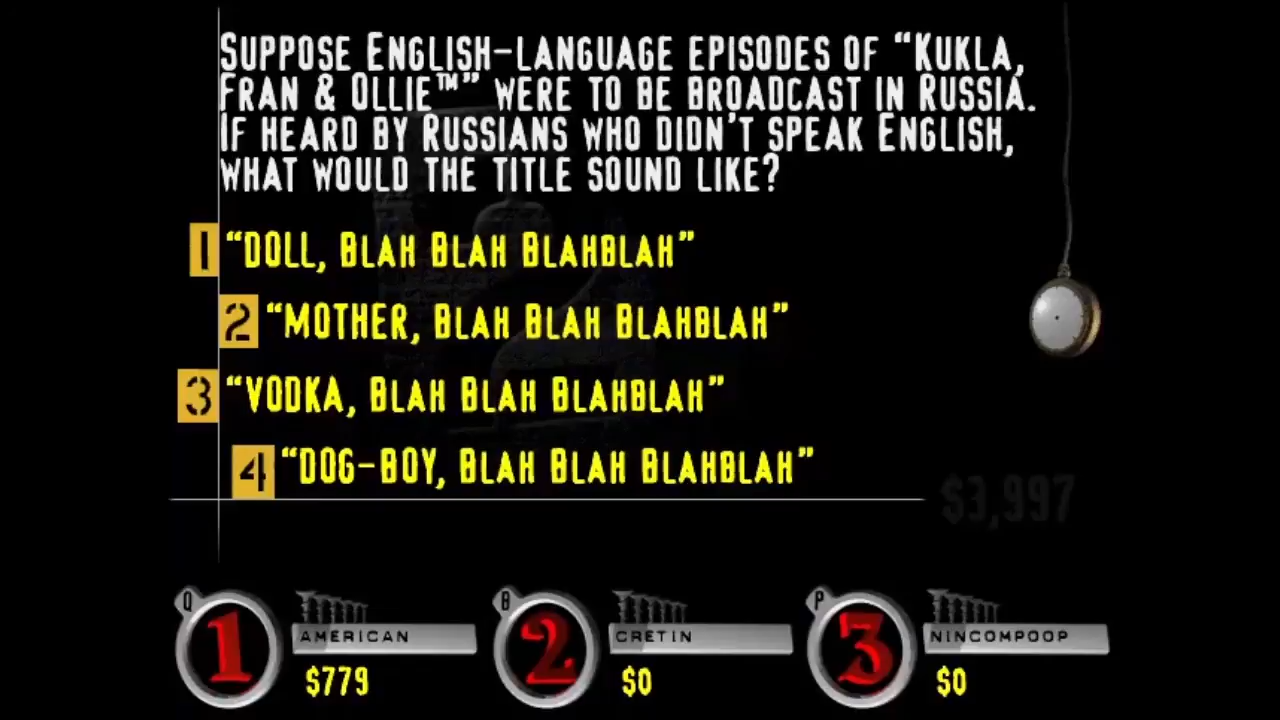 Suppose English-language episodes of “Kukla,
Fran & Ollie™” were to be broadcast in Russia.
If heard by Russians who didn’t speak English,
what would the title sound like?
1 “Doll, Blah Blah Blahblah”
2 “Mother, Blah Blah Blahblah”
3 “Vodka, Blah Blah Blahblah”
4 “Dog-Boy, Blah Blah Blahblah”
$3,997
Q 1 AMERICAN $779
B 2 CRETIN $0
P 3 NINCOMPOOP $0